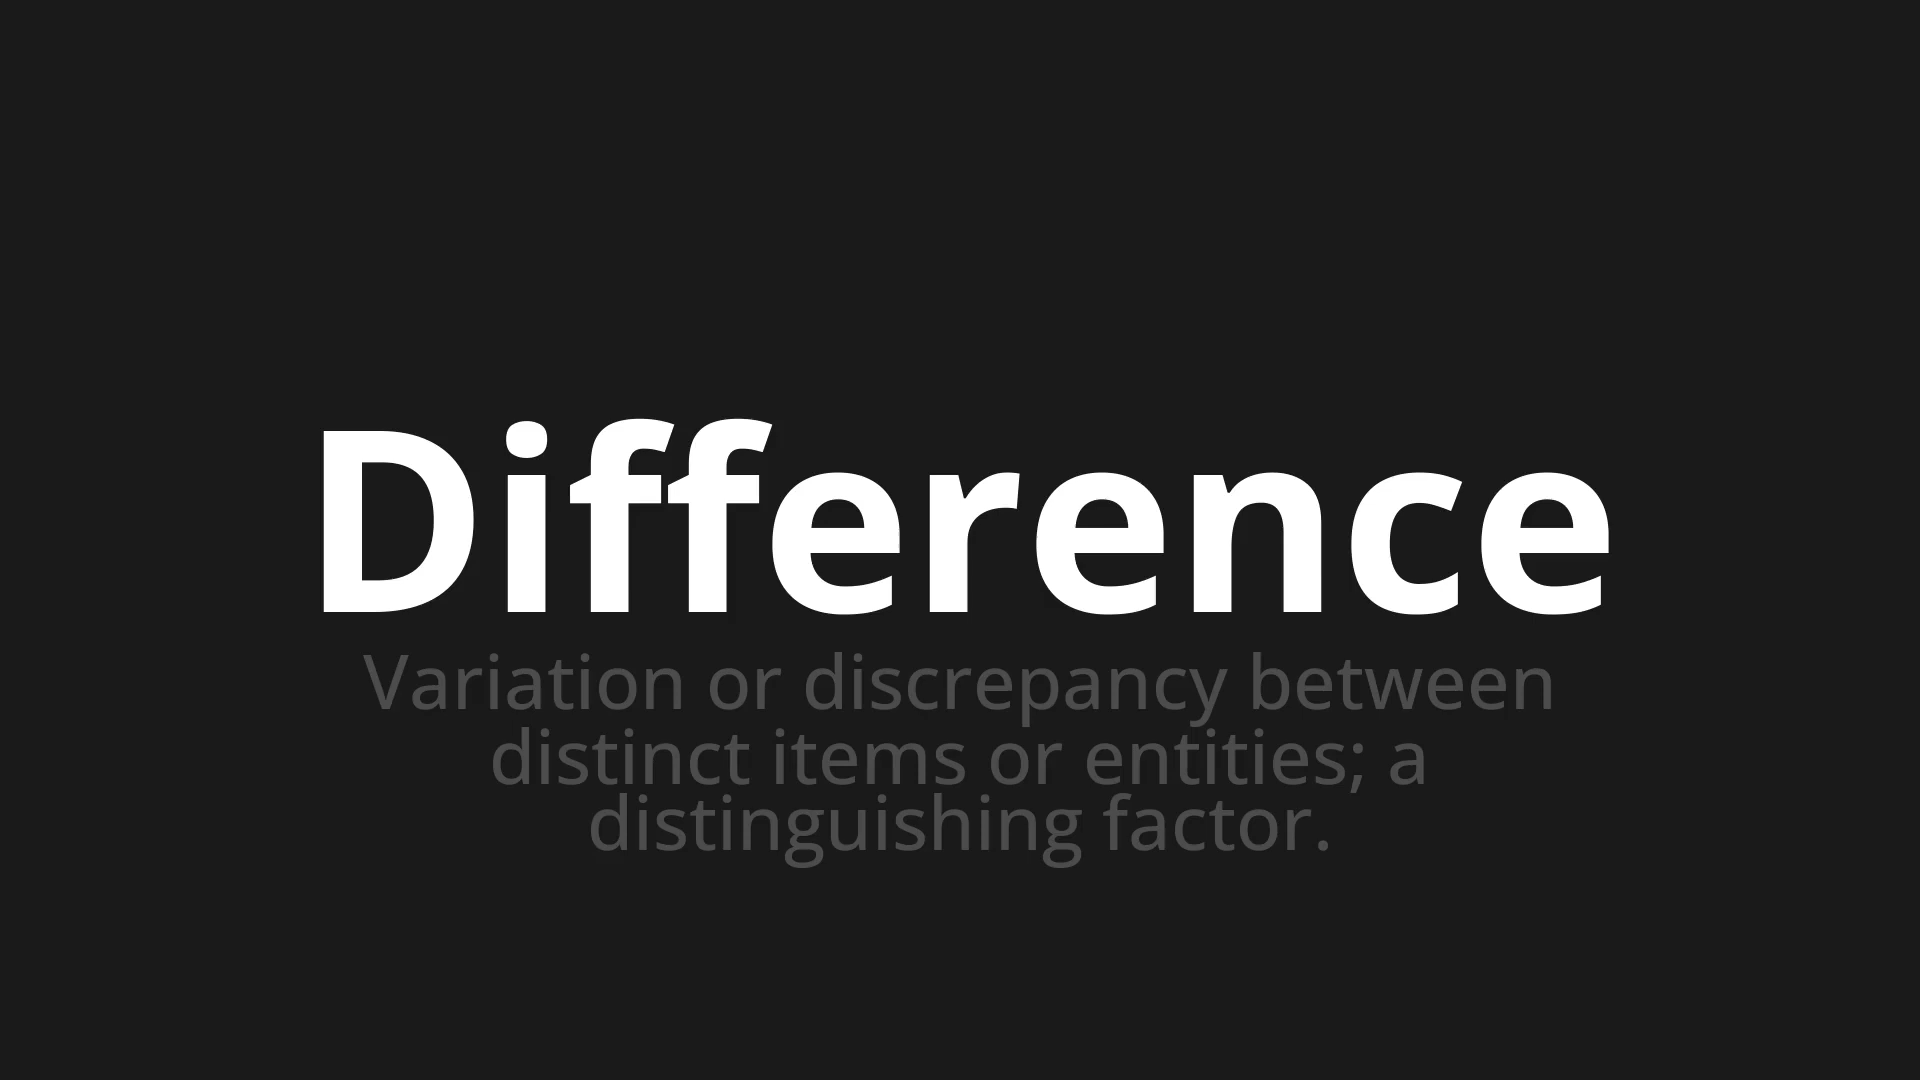 Difference
Variation or discrepancy between
distinct items or entities; a
distinguishing factor.